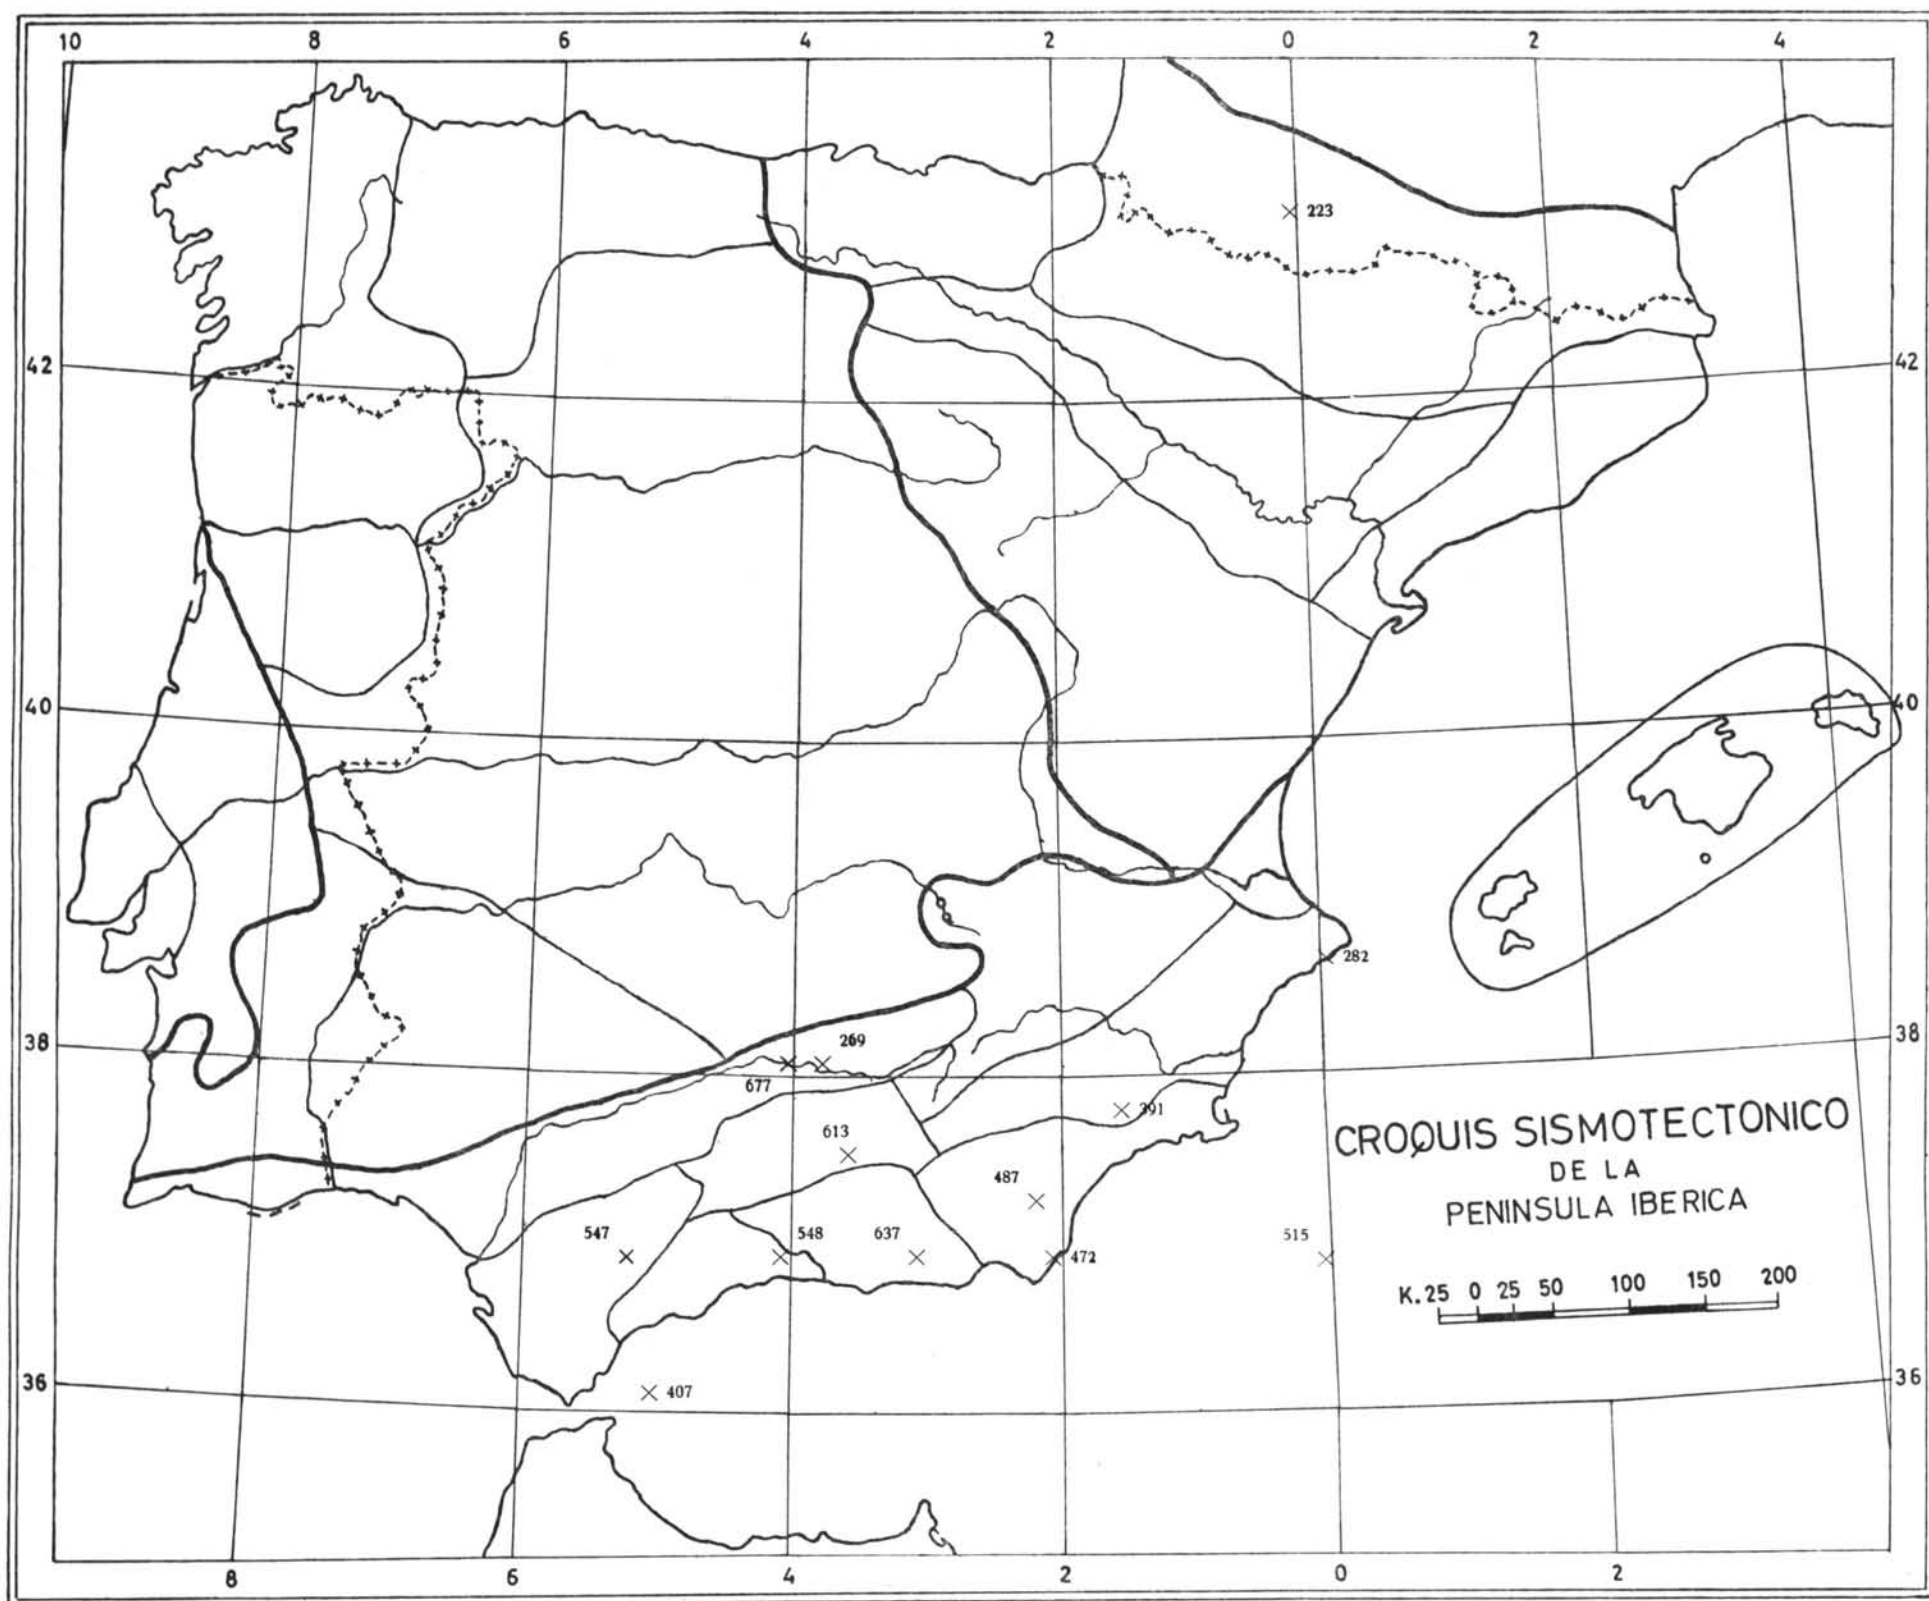 10 8 6 4 2 0 2 4
223
42 42
40 40
282
38 38
269
677
391
613
487
547 548 637 472 515
407
36 36
CROQUIS SISMOTECTONICO
DE LA
PENINSULA IBERICA
K. 25 0 25 50 100 150 200
8 6 4 2 0 2